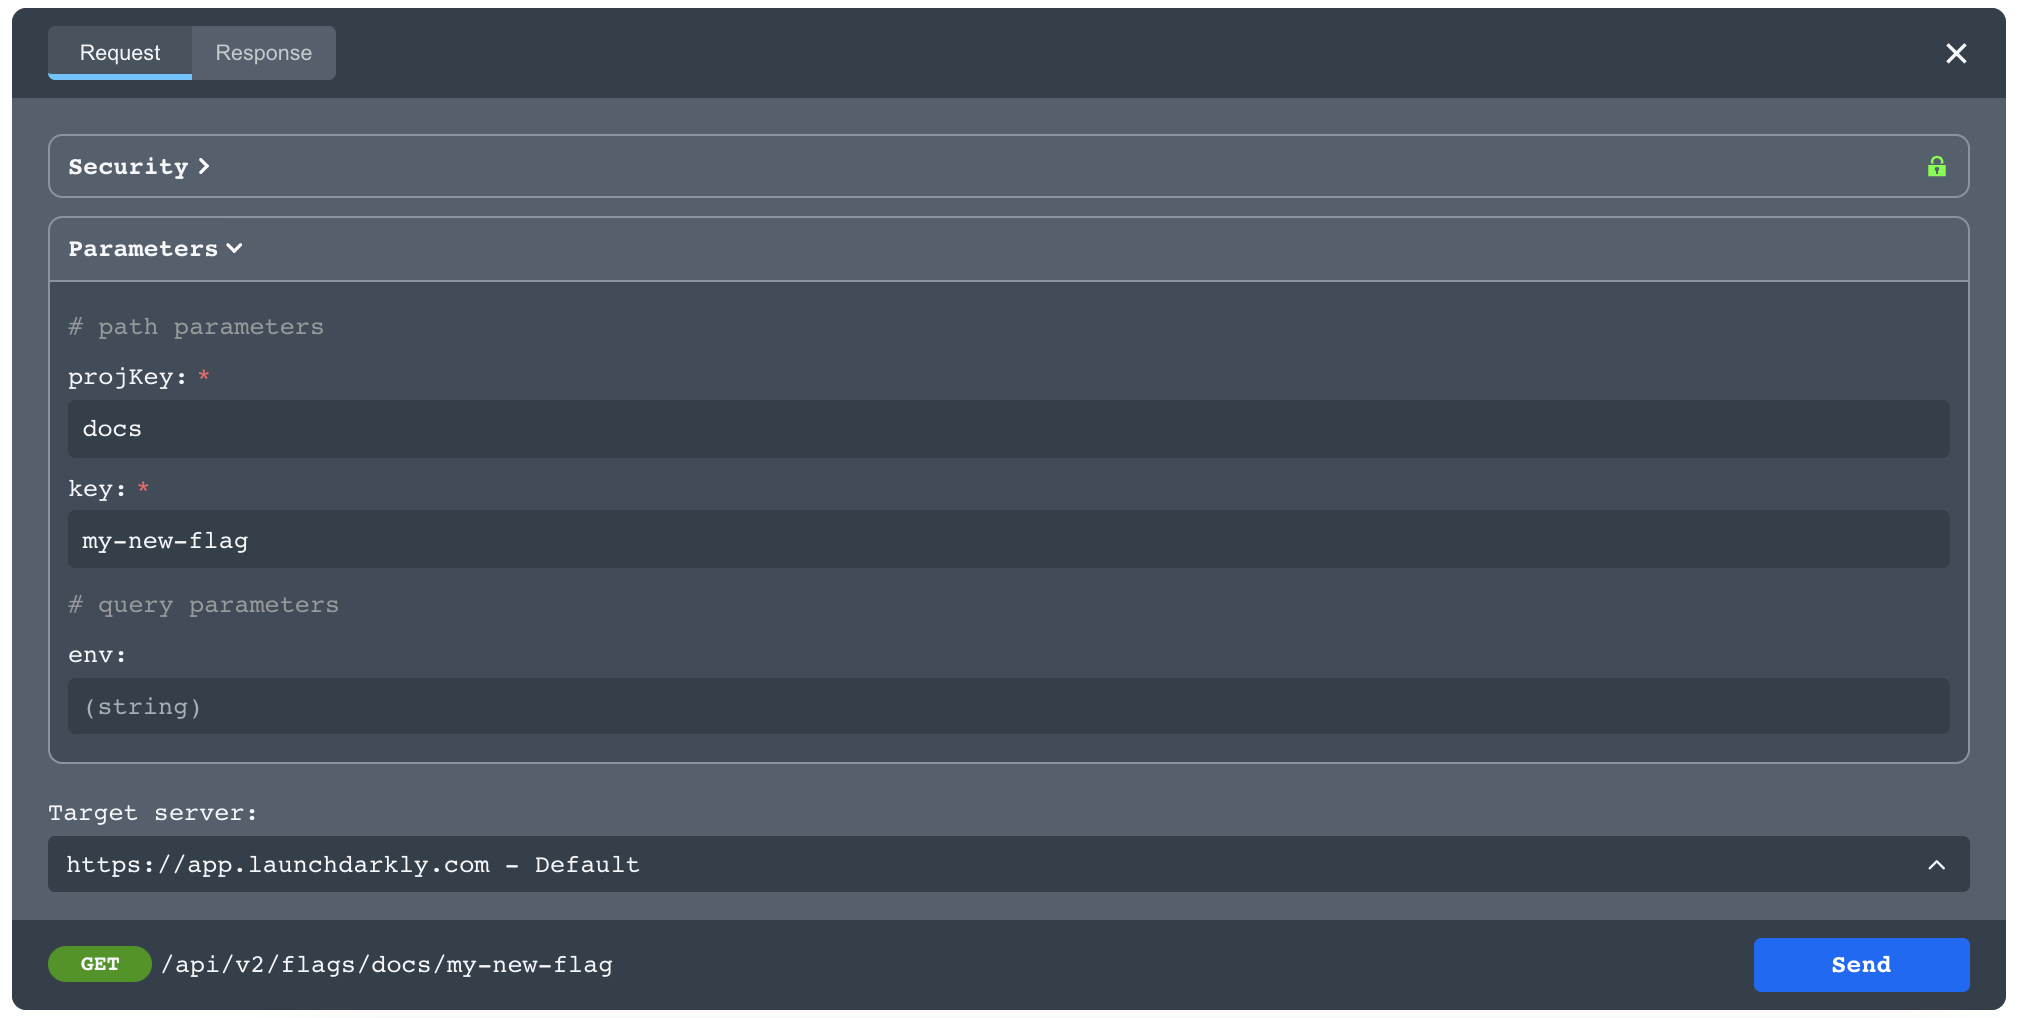 Request Response
Security
Parameters
# path parameters
projKey: *
docs
key: *
my-new-flag
# query parameters
env:
(string)
Target server:
https://app.launchdarkly.com - Default
GET /api/v2/flags/docs/my-new-flag
Send